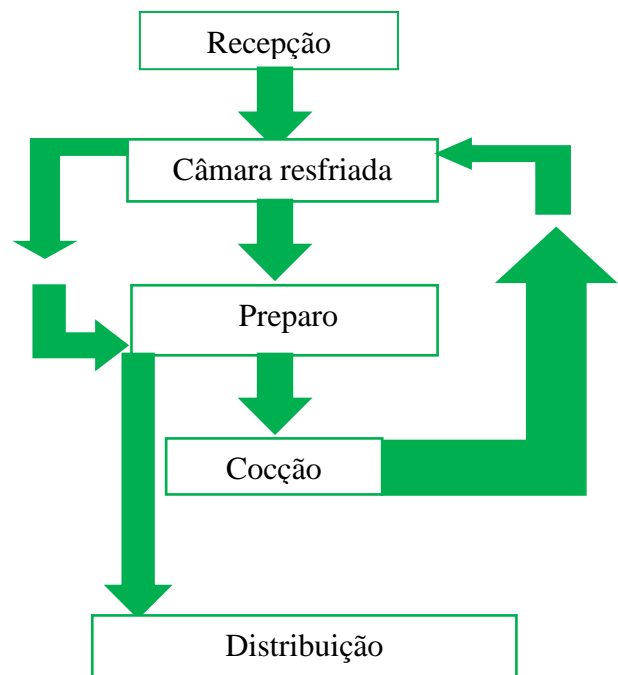 Recepção
Câmara resfriada
Preparo
Cocção
Distribuição